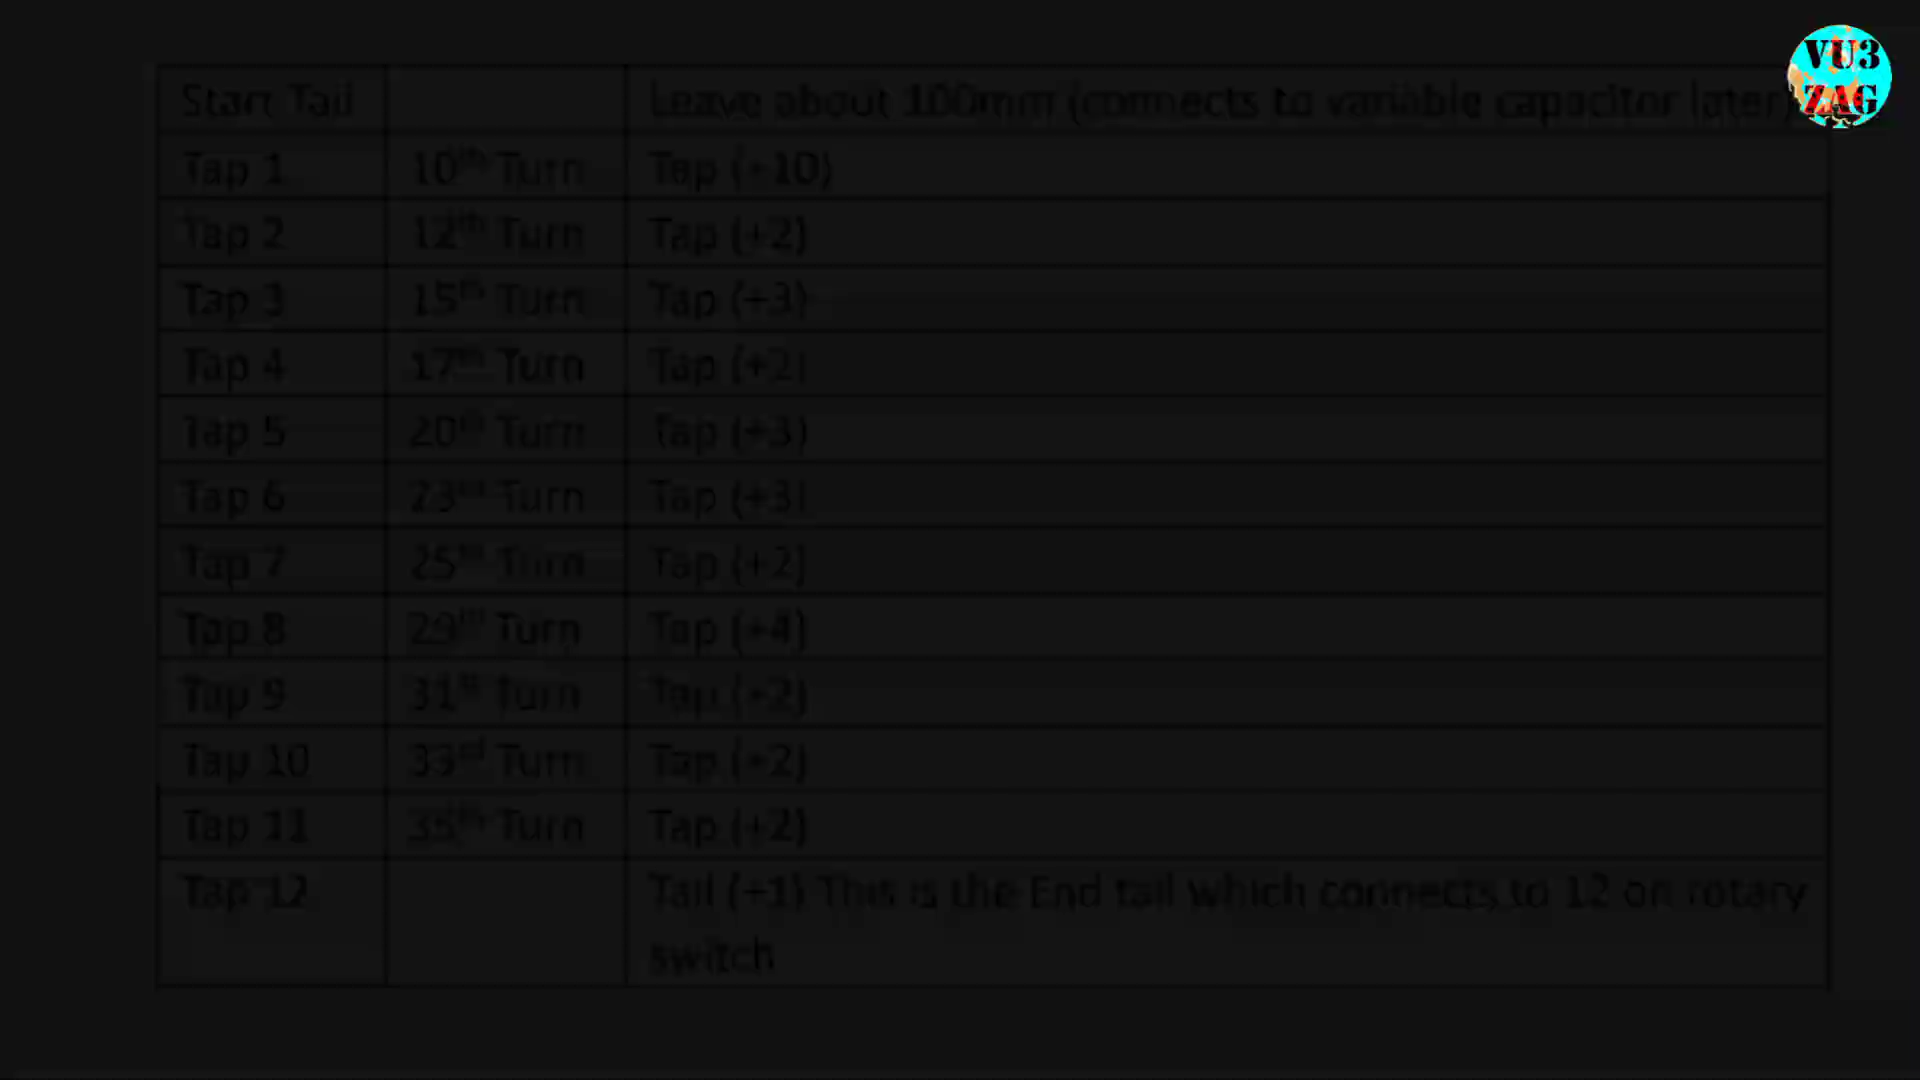 VU3
ZAG
Start Tail Leave about 100mm (connects to variable capacitor later)
Tap 1 10th Turn Tap (+10)
Tap 2 12th Turn Tap (+2)
Tap 3 15th Turn Tap (+3)
Tap 4 17th Turn Tap (+2)
Tap 5 20th Turn Tap (+3)
Tap 6 23rd Turn Tap (+3)
Tap 7 25th Turn Tap (+2)
Tap 8 29th Turn Tap (+4)
Tap 9 31st Turn Tap (+2)
Tap 10 33rd Turn Tap (+2)
Tap 11 35th Turn Tap (+2)
Tap 12 Tail (+1) This is the End tail which connects to 12 on rotary
switch